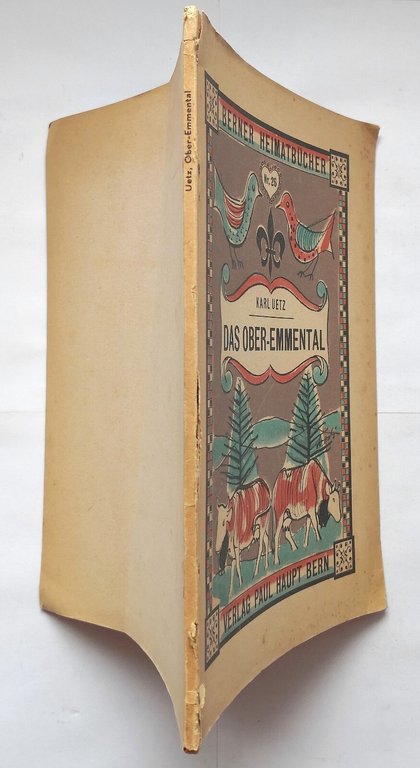 Uetz, Ober-Emmental
BERNER HEIMATBÜCHER
Nr. 25
KARL UETZ
DAS OBER-EMMENTAL
VERLAG PAUL HAUPT BERN